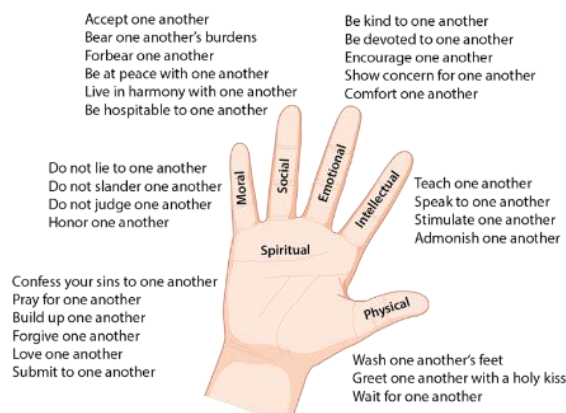 Accept one another
Bear one another's burdens
Forbear one another
Be at peace with one another
Live in harmony with one another
Be hospitable to one another
Be kind to one another
Be devoted to one another
Encourage one another
Show concern for one another
Comfort one another
Do not lie to one another
Do not slander one another
Do not judge one another
Honor one another
Moral
Social
Emotional
Intellectual
Teach one another
Speak to one another
Stimulate one another
Admonish one another
Spiritual
Confess your sins to one another
Pray for one another
Build up one another
Forgive one another
Love one another
Submit to one another
Physical
Wash one another's feet
Greet one another with a holy kiss
Wait for one another